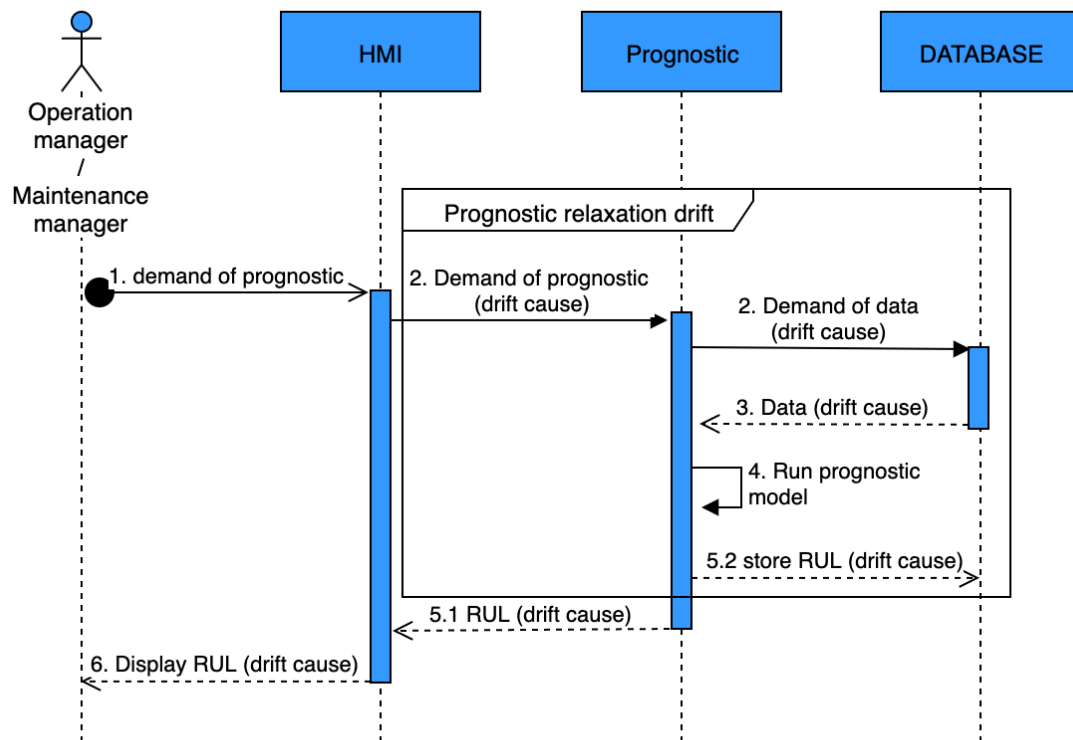 HMI
Prognostic
DATABASE
Operation
manager
/
Maintenance
manager
Prognostic relaxation drift
1. demand of prognostic
2. Demand of prognostic
(drift cause)
2. Demand of data
(drift cause)
3. Data (drift cause)
4. Run prognostic
model
5.2 store RUL (drift cause)
5.1 RUL (drift cause)
6. Display RUL (drift cause)